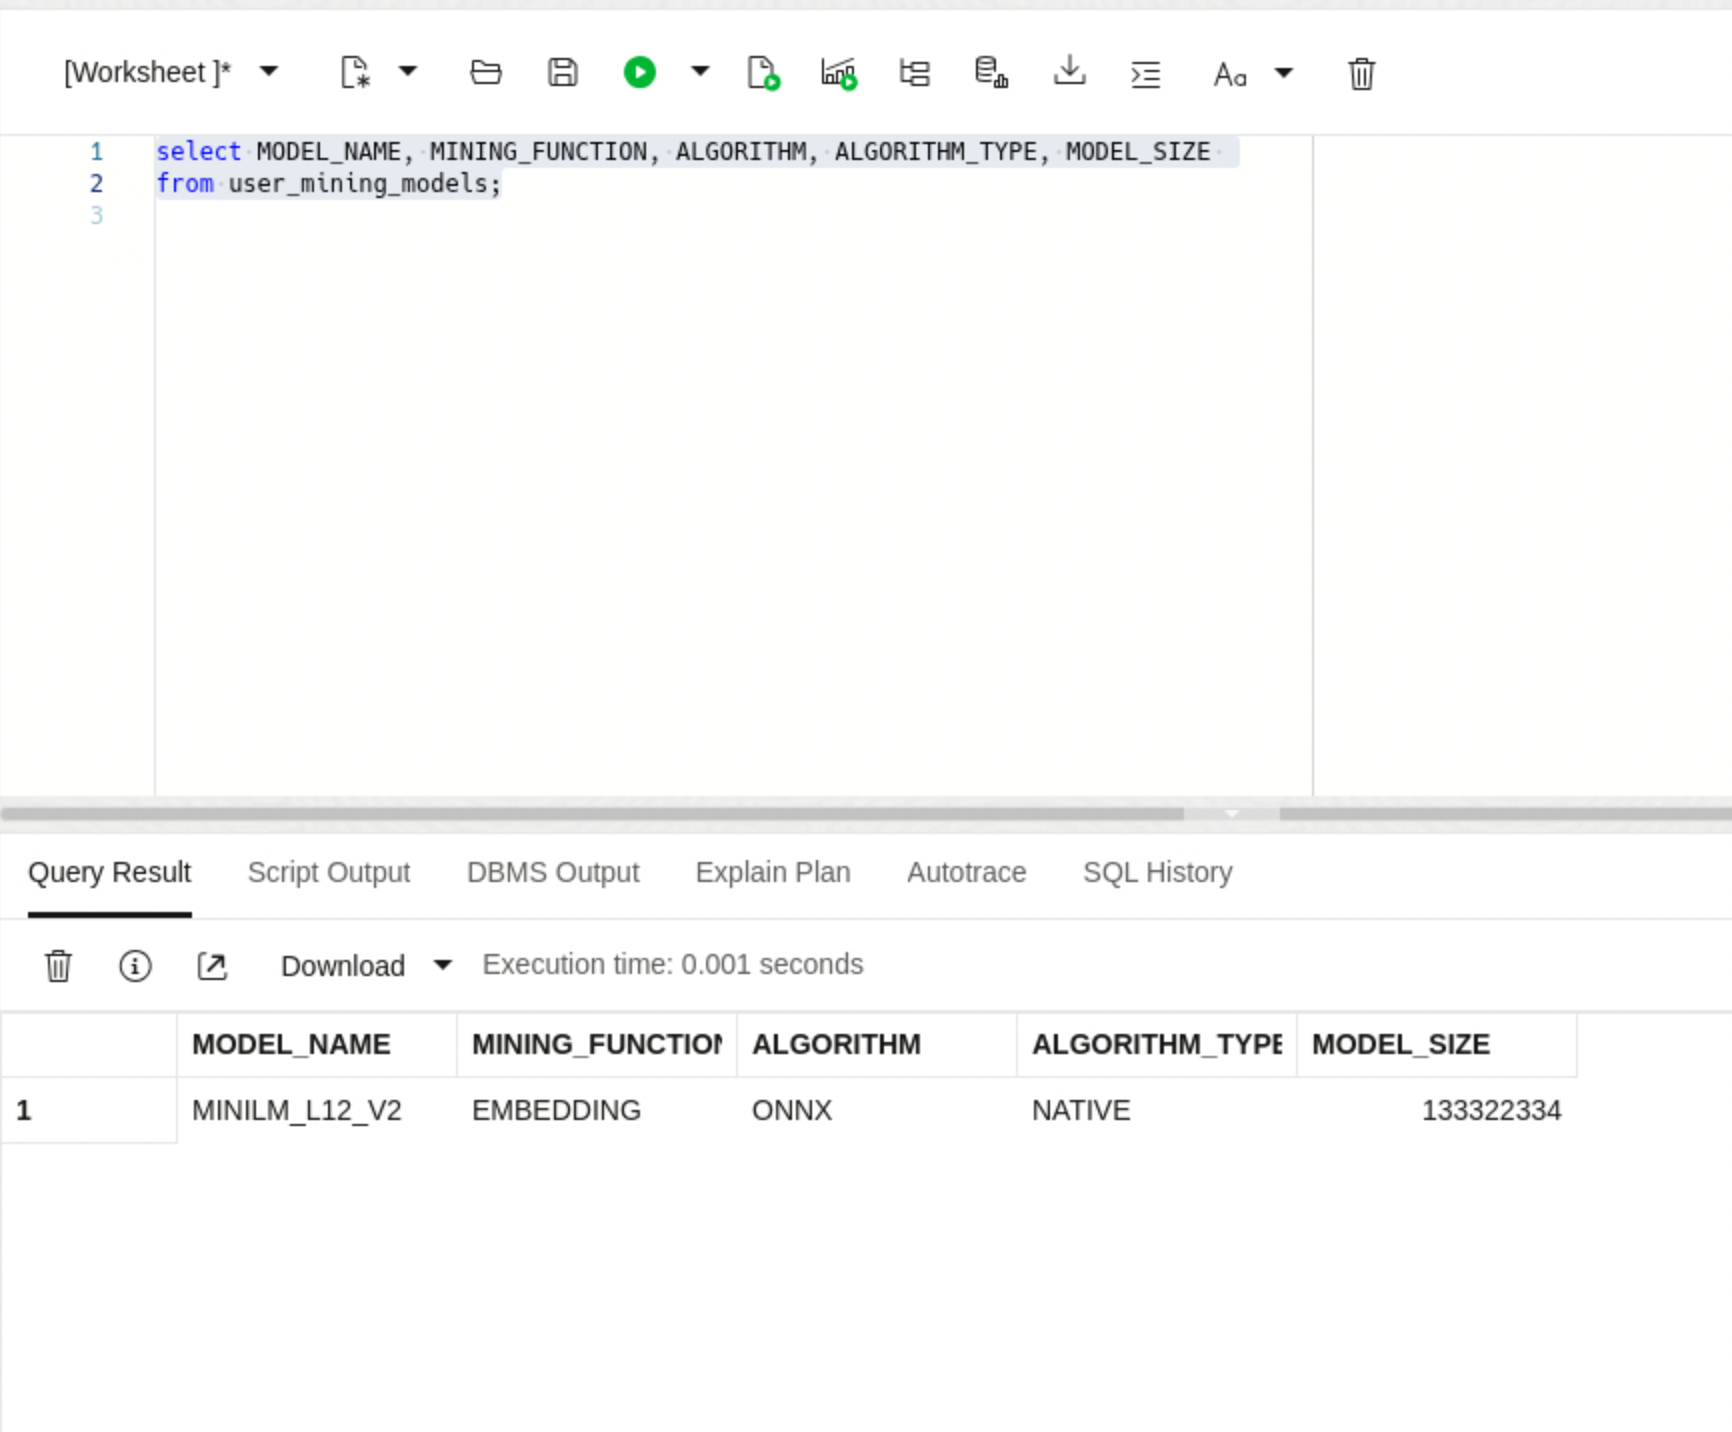 [Worksheet ]*
Aa
1 select MODEL_NAME, MINING_FUNCTION, ALGORITHM, ALGORITHM_TYPE, MODEL_SIZE
2 from user_mining_models;
3
Query Result Script Output DBMS Output Explain Plan Autotrace SQL History
Download Execution time: 0.001 seconds
MODEL_NAME MINING_FUNCTION ALGORITHM ALGORITHM_TYPE MODEL_SIZE
1 MINILM_L12_V2 EMBEDDING ONNX NATIVE 133322334